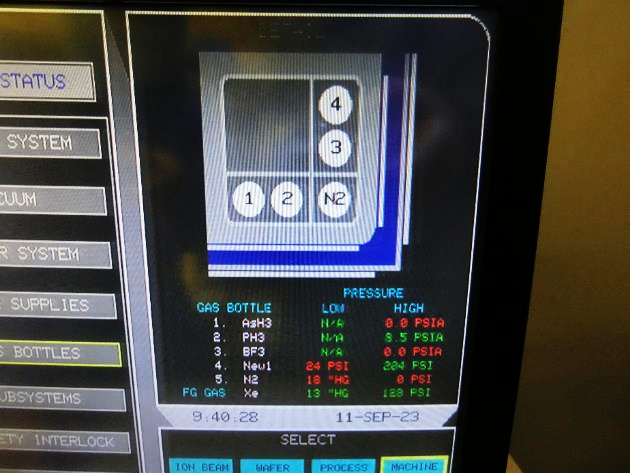 STATUS
SYSTEM
CUUM
R SYSTEM
SUPPLIES
S BOTTLES
UBSYSTEMS
ETY INTERLOCK
4
3
1 2 N2
PRESSURE
GAS BOTTLE LOW HIGH
1. AsH3 N/A 0.0 PSIA
2. PH3 N/A 8.5 PSIA
3. BF3 N/A 0.0 PSIA
4. New1 24 PSI 204 PSI
5. N2 18 "HG 0 PSI
FG GAS Xe 13 "HG 128 PSI
9:40:28 11-SEP-23
SELECT
ION BEAM WAFER PROCESS MACHINE